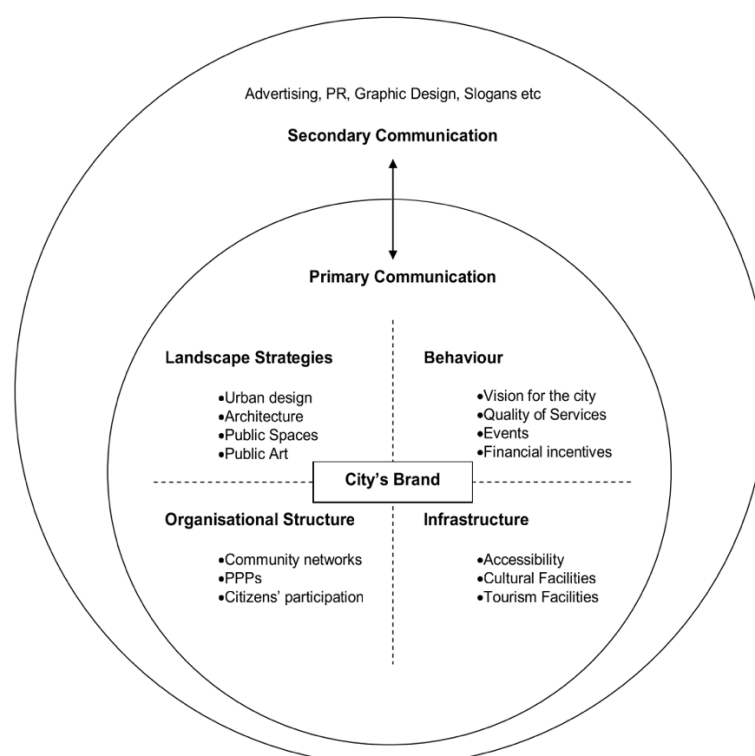 Advertising, PR, Graphic Design, Slogans etc
Secondary Communication
Primary Communication
Landscape Strategies
•Urban design
•Architecture
•Public Spaces
•Public Art
Behaviour
•Vision for the city
•Quality of Services
•Events
•Financial incentives
City's Brand
Organisational Structure
•Community networks
•PPPs
•Citizens' participation
Infrastructure
•Accessibility
•Cultural Facilities
•Tourism Facilities